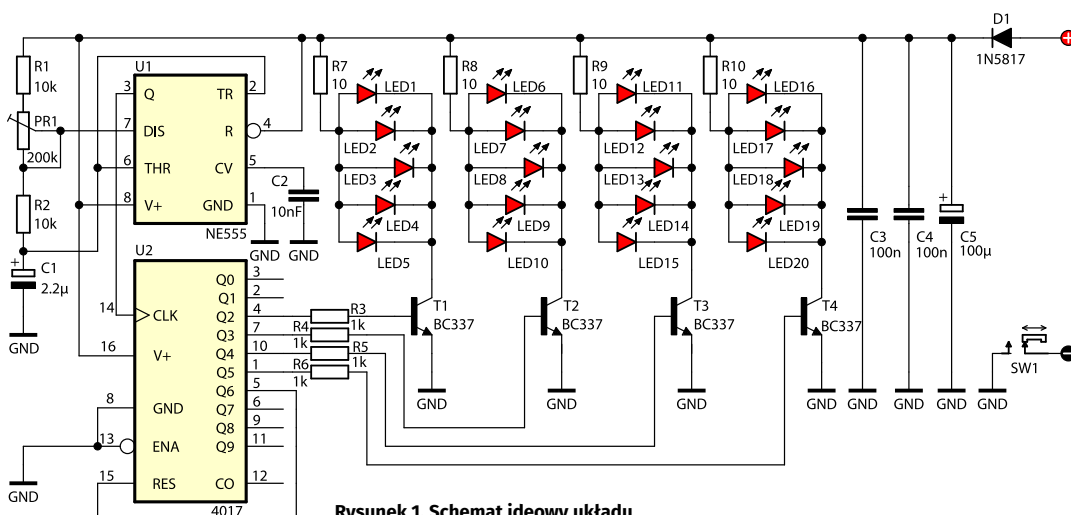 D1
1N5817
R1
10k
PR1
200k
R2
10k
C1
2.2µ
GND
U1
3 Q TR 2
7 DIS R 4
6 THR CV 5
8 V+ GND 1
NE555
C2
10nF
GND GND
R7
10
LED1
LED2
LED3
LED4
LED5
R8
10
LED6
LED7
LED8
LED9
LED10
R9
10
LED11
LED12
LED13
LED14
LED15
R10
10
LED16
LED17
LED18
LED19
LED20
C3
100n
C4
100n
C5
100µ
U2
14 CLK
16 V+
8 GND
13 ENA
15 RES
Q0 3
Q1 2
Q2 4
Q3 7
Q4 10
Q5 1
Q6 5
Q7 6
Q8 9
Q9 11
CO 12
4017
GND
R3
1k
R4
1k
R5
1k
R6
1k
T1
BC337
T2
BC337
T3
BC337
T4
BC337
GND GND GND GND GND GND GND GND
SW1
Rysunek 1. Schemat ideowy układu